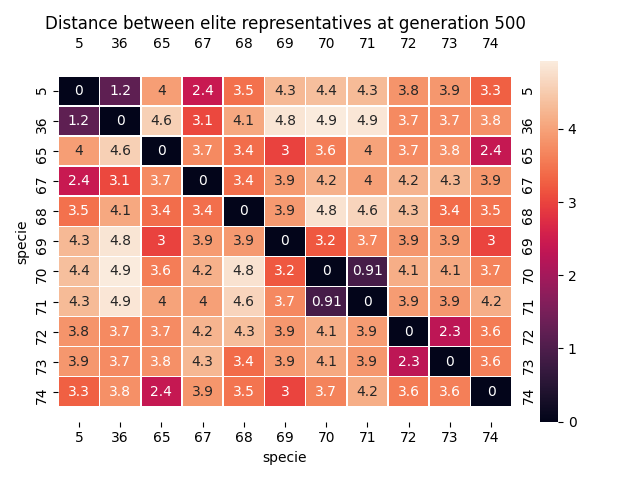 Distance between elite representatives at generation 500
5 36 65 67 68 69 70 71 72 73 74
5 0 1.2 4 2.4 3.5 4.3 4.4 4.3 3.8 3.9 3.3 5
36 1.2 0 4.6 3.1 4.1 4.8 4.9 4.9 3.7 3.7 3.8 36
65 4 4.6 0 3.7 3.4 3 3.6 4 3.7 3.8 2.4 65
67 2.4 3.1 3.7 0 3.4 3.9 4.2 4 4.2 4.3 3.9 67
68 3.5 4.1 3.4 3.4 0 3.9 4.8 4.6 4.3 3.4 3.5 68
69 4.3 4.8 3 3.9 3.9 0 3.2 3.7 3.9 3.9 3 69
70 4.4 4.9 3.6 4.2 4.8 3.2 0 0.91 4.1 4.1 3.7 70
71 4.3 4.9 4 4 4.6 3.7 0.91 0 3.9 3.9 4.2 71
72 3.8 3.7 3.7 4.2 4.3 3.9 4.1 3.9 0 2.3 3.6 72
73 3.9 3.7 3.8 4.3 3.4 3.9 4.1 3.9 2.3 0 3.6 73
74 3.3 3.8 2.4 3.9 3.5 3 3.7 4.2 3.6 3.6 0 74
5 36 65 67 68 69 70 71 72 73 74
specie
specie
4
3
2
1
0